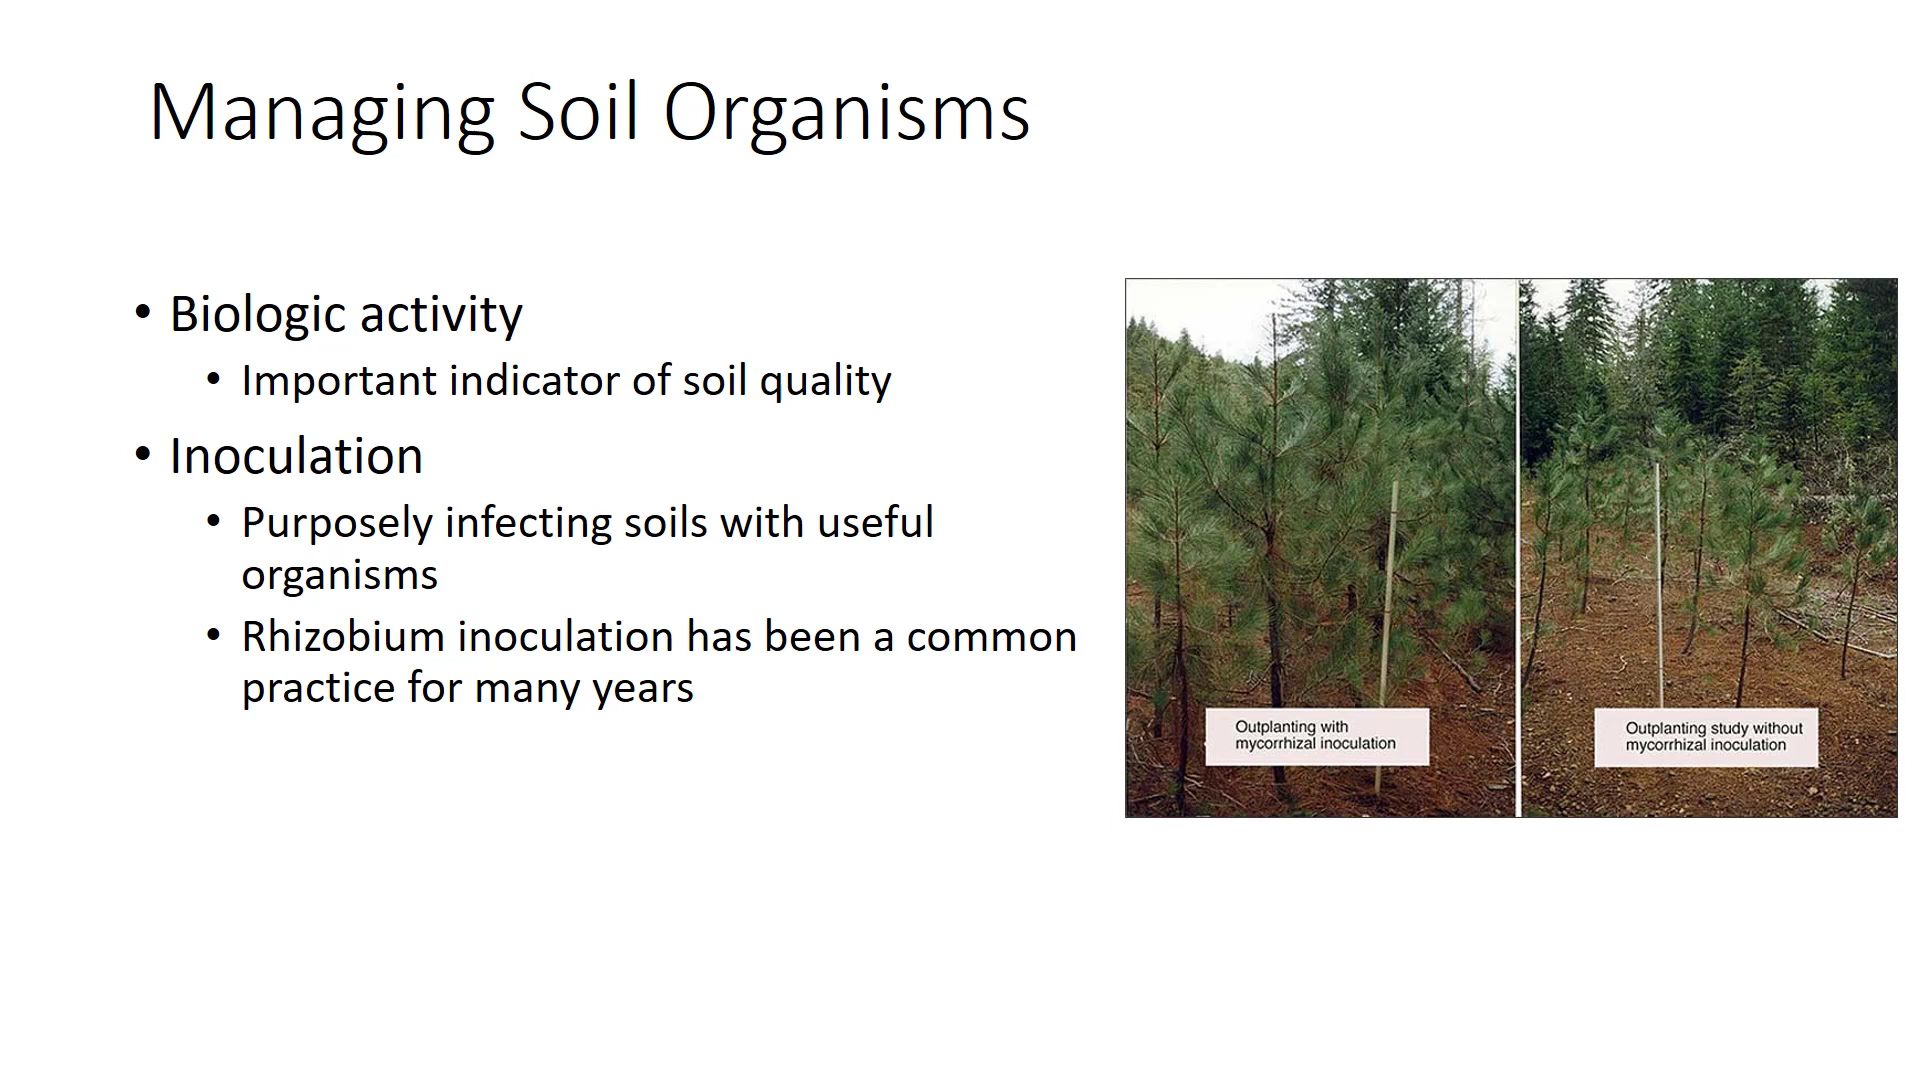 Managing Soil Organisms
• Biologic activity
• Important indicator of soil quality
• Inoculation
• Purposely infecting soils with useful
organisms
• Rhizobium inoculation has been a common
practice for many years
Outplanting with
mycorrhizal inoculation
Outplanting study without
mycorrhizal inoculation